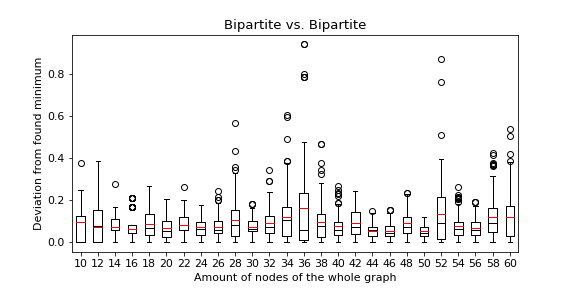 Bipartite vs. Bipartite
Deviation from found minimum
0.8
0.6
0.4
0.2
0.0
10 12 14 16 18 20 22 24 26 28 30 32 34 36 38 40 42 44 46 48 50 52 54 56 58 60
Amount of nodes of the whole graph